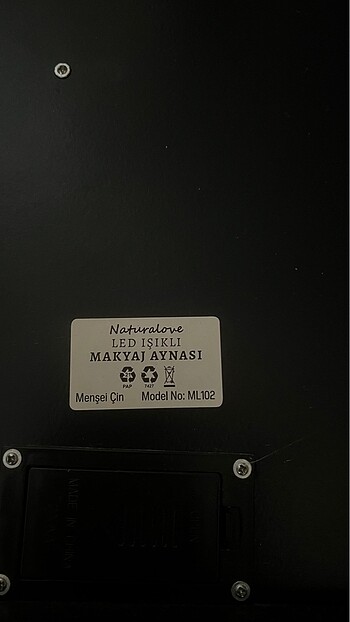 Naturalove
LED IŞIKLI
MAKYAJ AYNASI
PAP
Menşei Çin Model No: ML102